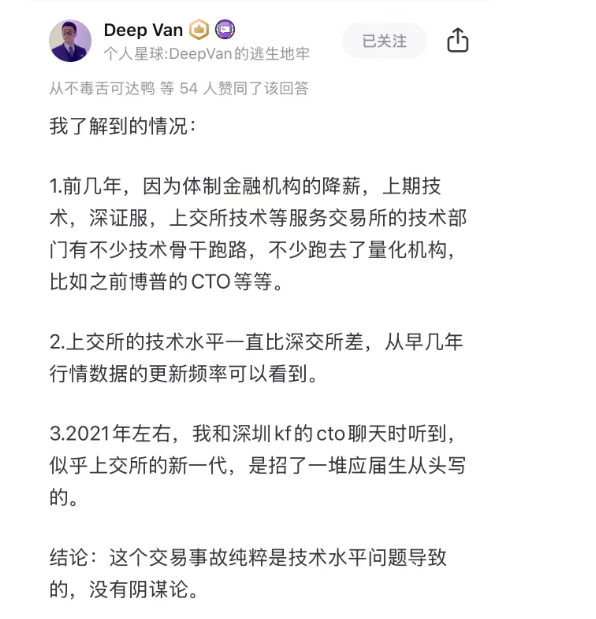 Deep Van
个人星球:DeepVan的逃生地牢
已关注
从不毒舌可达鸭 等 54 人赞同了该回答
我了解到的情况：
1.前几年，因为体制金融机构的降薪，上期技
术，深证服，上交所技术等服务交易所的技术部
门有不少技术骨干跑路，不少跑去了量化机构，
比如之前博普的CTO等等。
2.上交所的技术水平一直比深交所差，从早几年
行情数据的更新频率可以看到。
3.2021年左右，我和深圳kf的cto聊天时听到，
似乎上交所的新一代，是招了一堆应届生从头写
的。
结论：这个交易事故纯粹是技术水平问题导致
的，没有阴谋论。